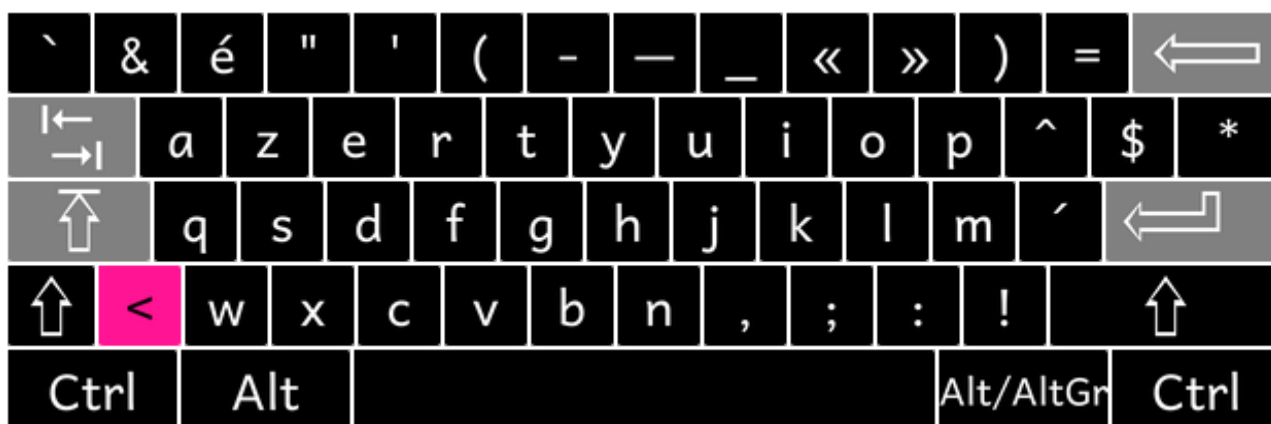 ` & é " ' ( - — _ « » ) =
a z e r t y u i o p ^ $ *
q s d f g h j k l m ´
< w x c v b n , ; : !
Ctrl Alt Alt/AltGr Ctrl